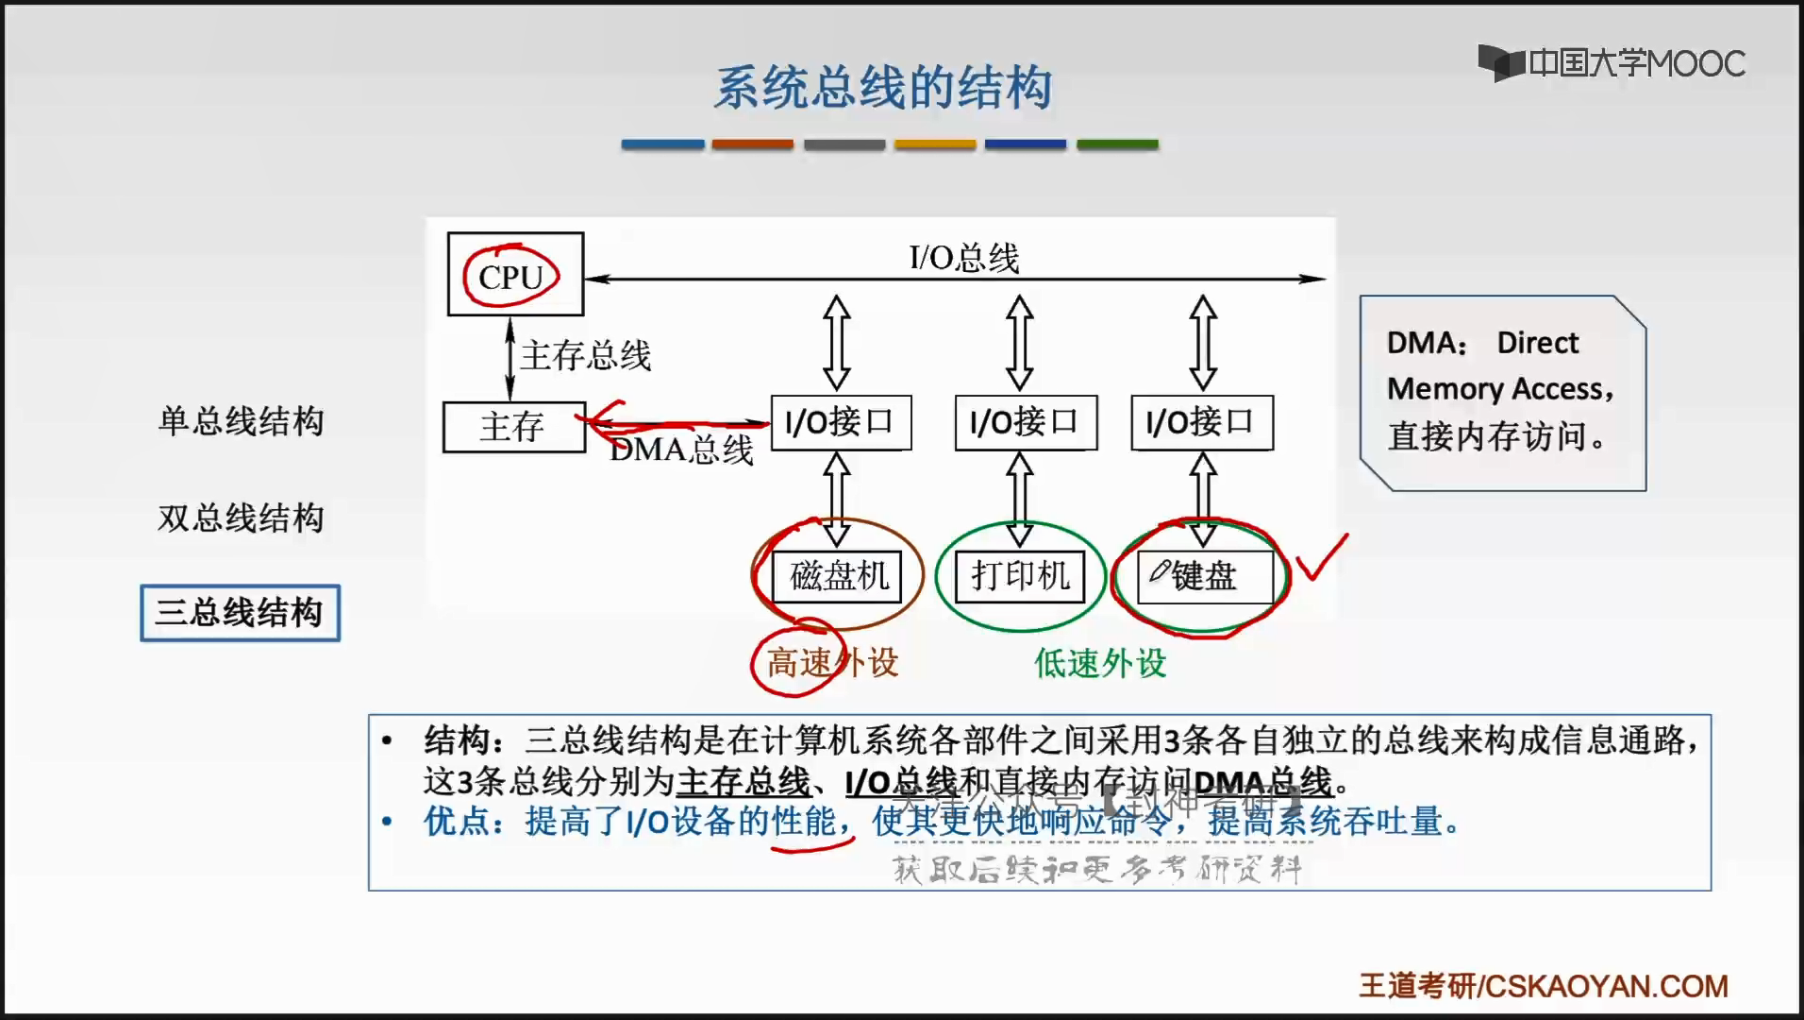 中国大学MOOC
系统总线的结构
CPU
I/O总线
主存总线
主存
DMA总线
I/O接口
I/O接口
I/O接口
磁盘机
打印机
键盘
高速外设
低速外设
DMA： Direct
Memory Access，
直接内存访问。
单总线结构
双总线结构
三总线结构
• 结构：三总线结构是在计算机系统各部件之间采用3条各自独立的总线来构成信息通路，
这3条总线分别为主存总线、I/O总线和直接内存访问DMA总线。
• 优点：提高了I/O设备的性能，使其更快地响应命令，提高系统吞吐量。
关注公众号【封神考研】
获取后续和更多考研资料
王道考研/CSKAOYAN.COM